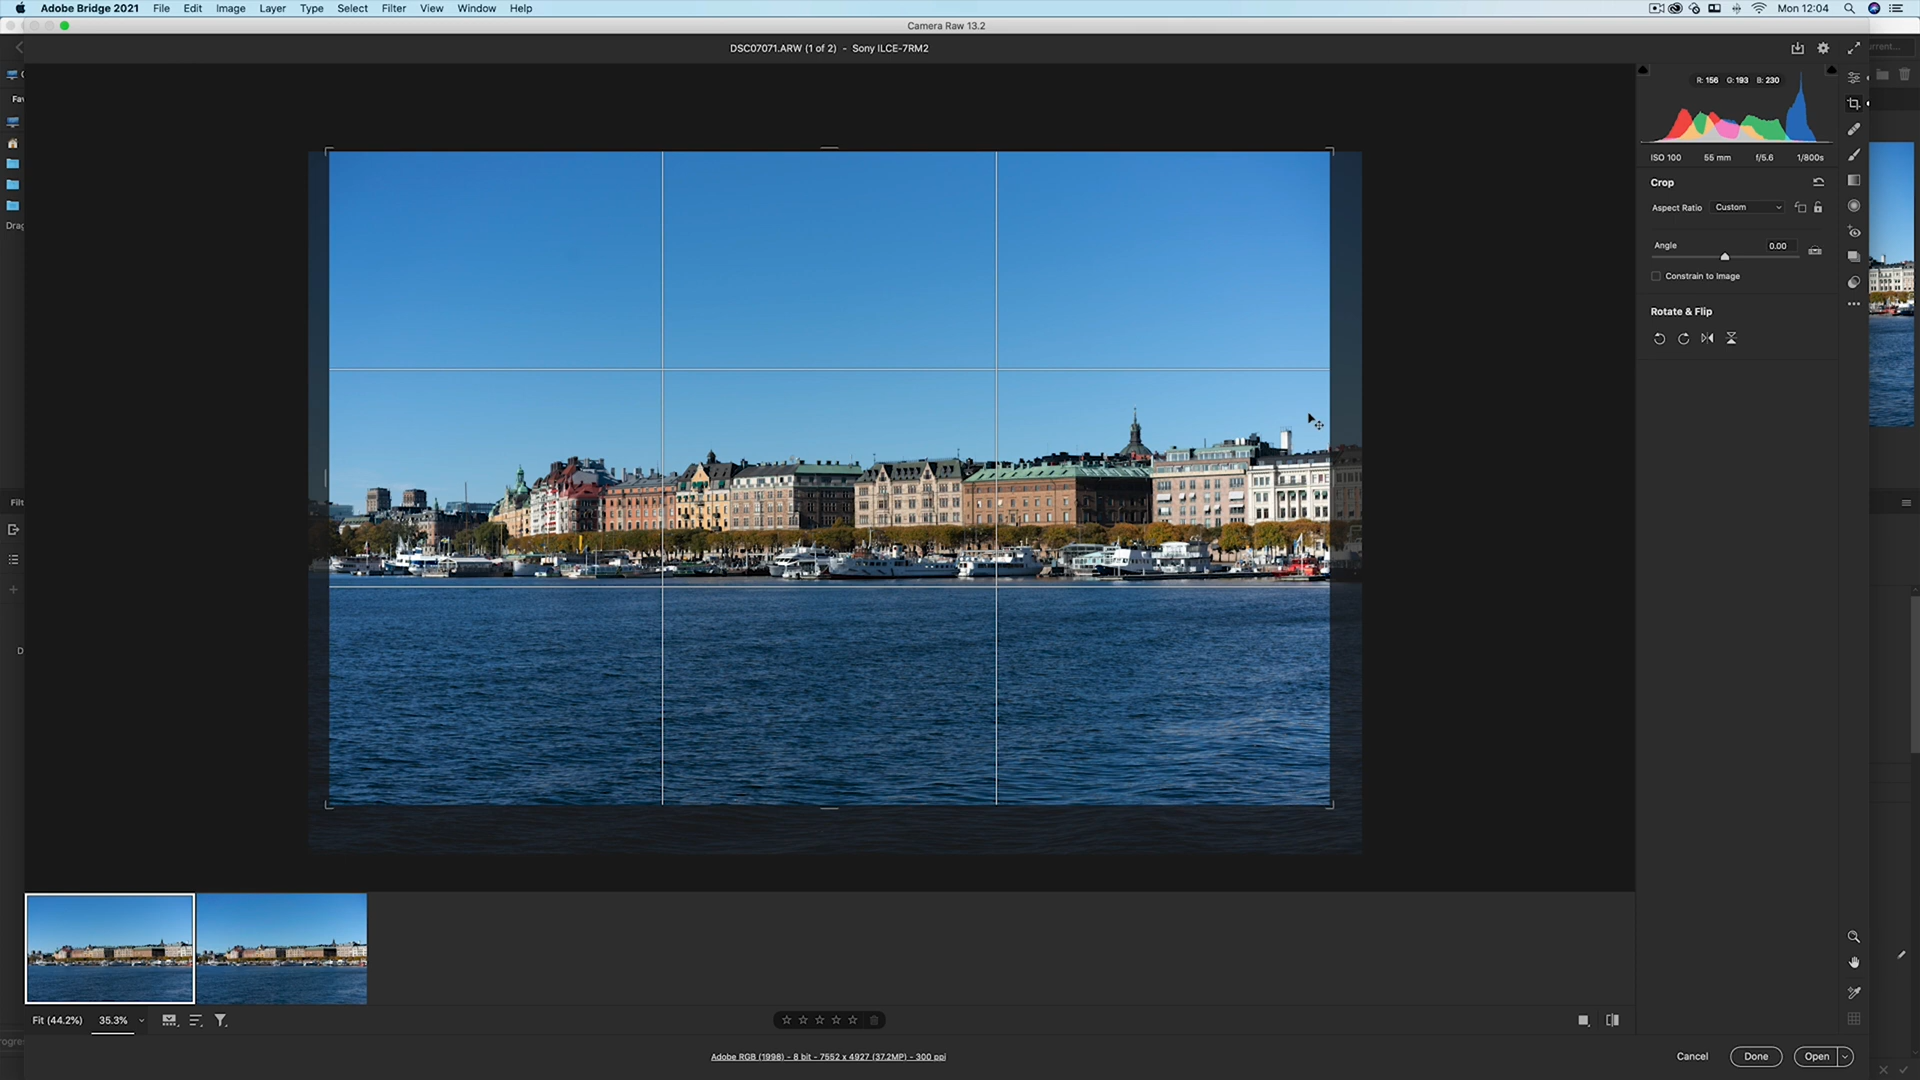 Adobe Bridge 2021 File Edit Image Layer Type Select Filter View Window Help Mon 12:04
Camera Raw 13.2
DSC07071.ARW (1 of 2) - Sony ILCE-7RM2
R: 156 G: 193 B: 230
ISO 100 55 mm f/5.6 1/800s
Crop
Aspect Ratio Custom
Angle 0.00
Constrain to Image
Rotate & Flip
Fav
Drag
Filt
Fit (44.2%) 35.3%
Adobe RGB (1998) - 8 bit - 7552 x 4927 (37.2MP) - 300 ppi
Cancel Done Open